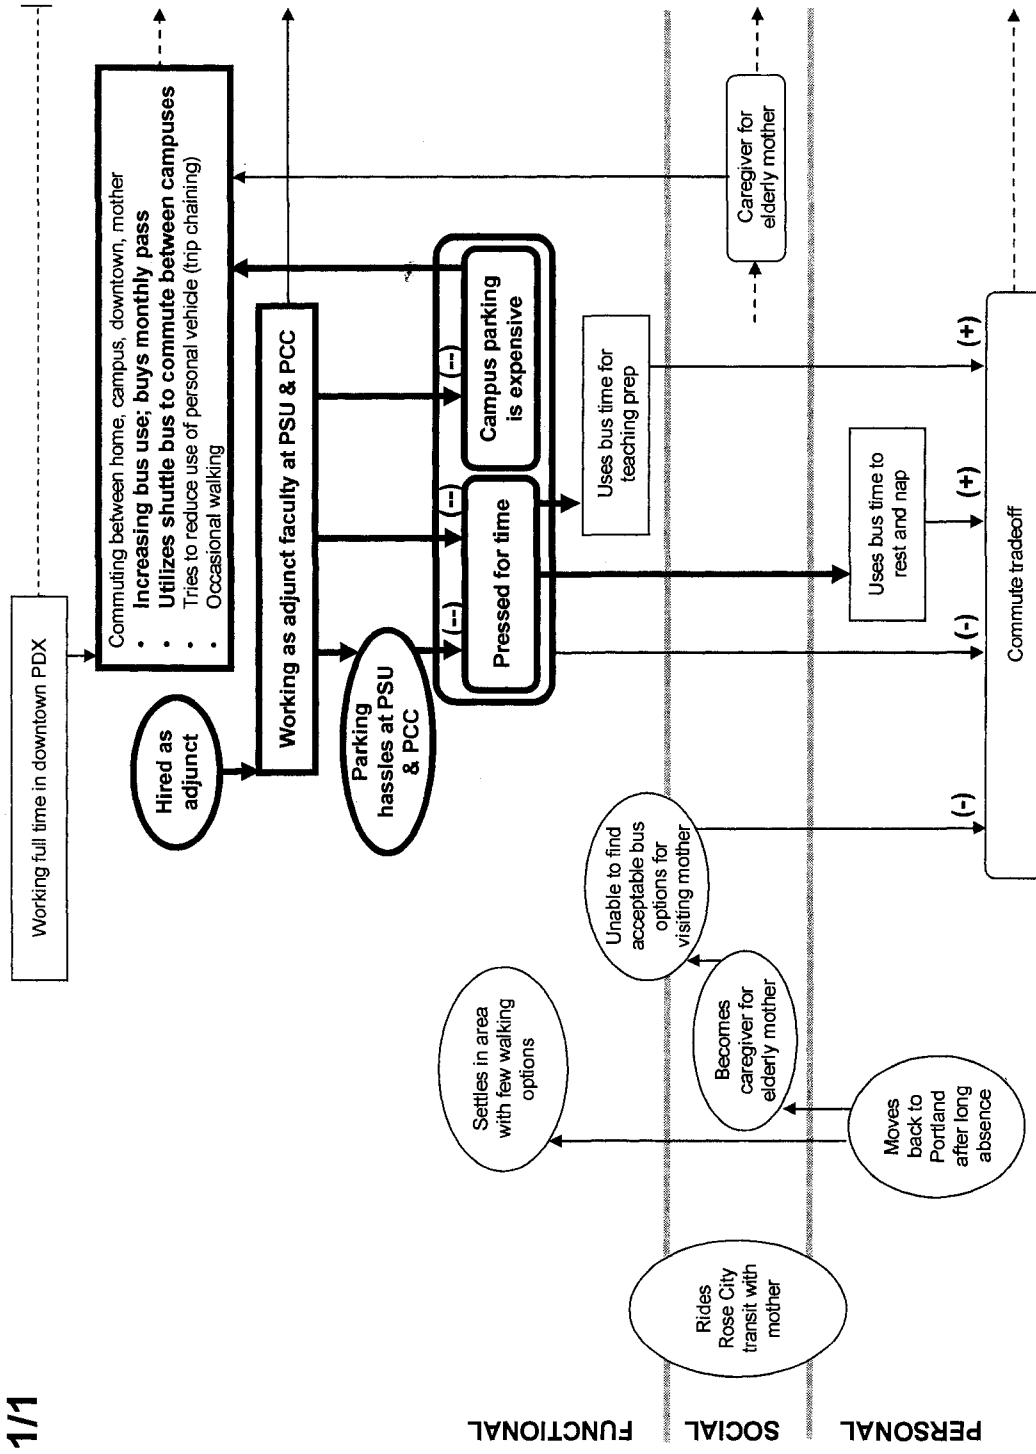 1/1
Working full time in downtown PDX
Commuting between home, campus, downtown, mother
• Increasing bus use; buys monthly pass
• Utilizes shuttle bus to commute between campuses
• Tries to reduce use of personal vehicle (trip chaining)
• Occasional walking
Hired as
adjunct
Working as adjunct faculty at PSU & PCC
Parking
hassles at PSU
& PCC
(--)
(--)
(--)
Pressed for time
Campus parking
is expensive
Settles in area
with few walking
options
Unable to find
acceptable bus
options for
visiting mother
Uses bus time for
teaching prep
Becomes
caregiver for
elderly mother
Caregiver for
elderly mother
Rides
Rose City
transit with
mother
Moves
back to
Portland
after long
absence
Uses bus time to
rest and nap
(-)
(-)
(+)
(+)
Commute tradeoff
FUNCTIONAL
SOCIAL
PERSONAL